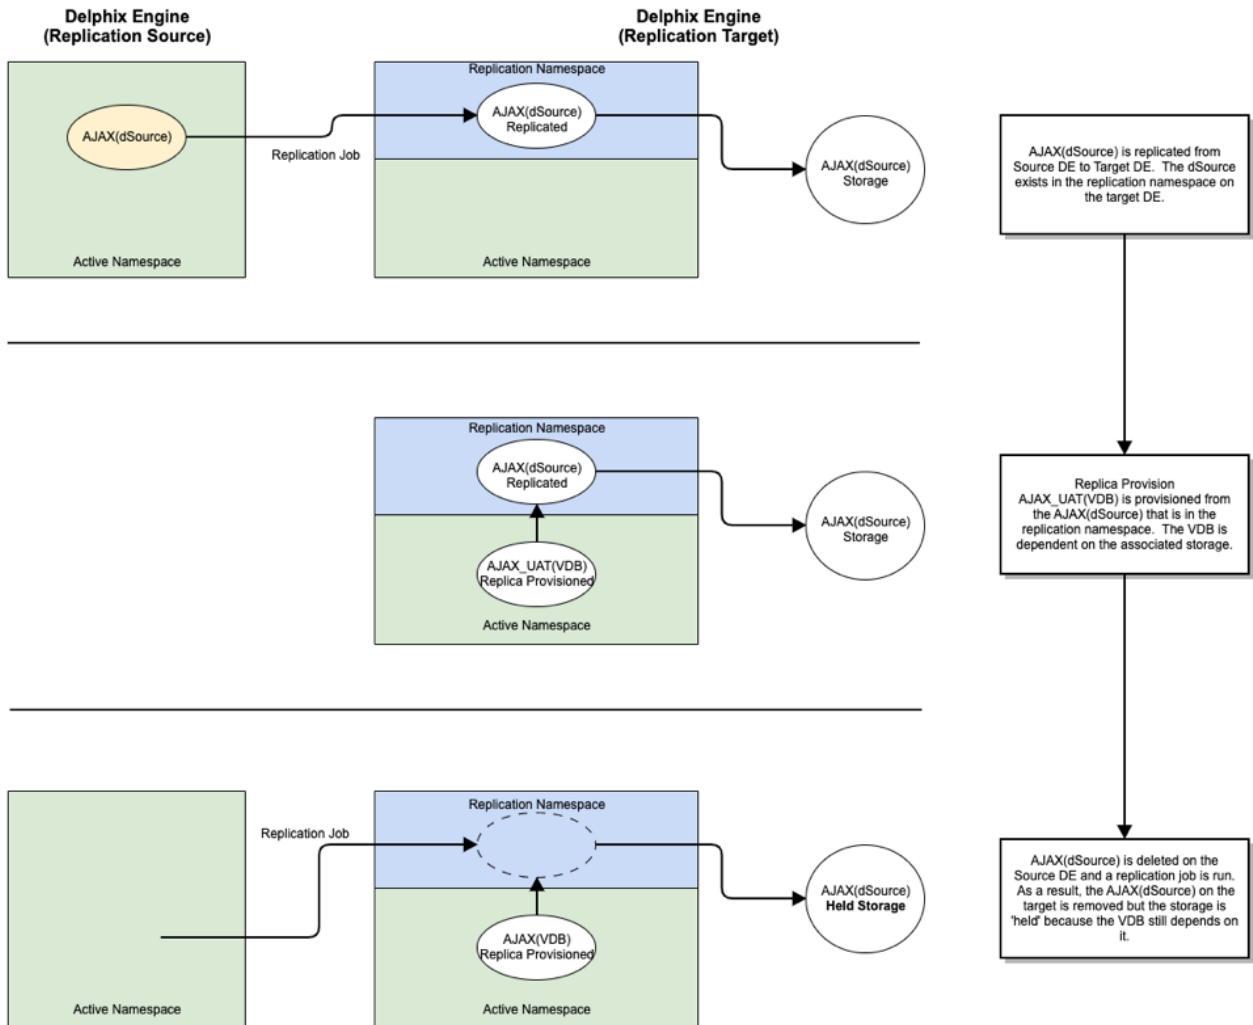 Delphix Engine
(Replication Source)
Delphix Engine
(Replication Target)
Replication Namespace
AJAX(dSource)
Replication Job
AJAX(dSource)
Replicated
AJAX(dSource)
Storage
Active Namespace
Active Namespace
AJAX(dSource) is replicated from
Source DE to Target DE. The dSource
exists in the replication namespace on
the target DE.
Replication Namespace
AJAX(dSource)
Replicated
AJAX(dSource)
Storage
AJAX_UAT(VDB)
Replica Provisioned
Active Namespace
Replica Provision
AJAX_UAT(VDB) is provisioned from
the AJAX(dSource) that is in the
replication namespace. The VDB is
dependent on the associated storage.
Replication Job
Replication Namespace
AJAX(dSource)
Held Storage
AJAX(VDB)
Replica Provisioned
Active Namespace
Active Namespace
AJAX(dSource) is deleted on the
Source DE and a replication job is run.
As a result, the AJAX(dSource) on the
target is removed but the storage is
'held' because the VDB still depends on
it.